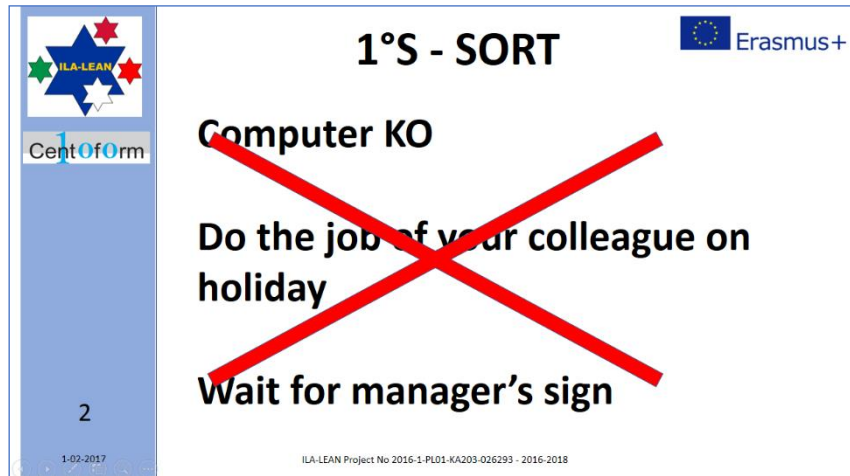 ILA-LEAN
Centoform
1°S - SORT
Erasmus+
Computer KO
Do the job of your colleague on
holiday
Wait for manager’s sign
2
1-02-2017
ILA-LEAN Project No 2016-1-PL01-KA203-026293 - 2016-2018